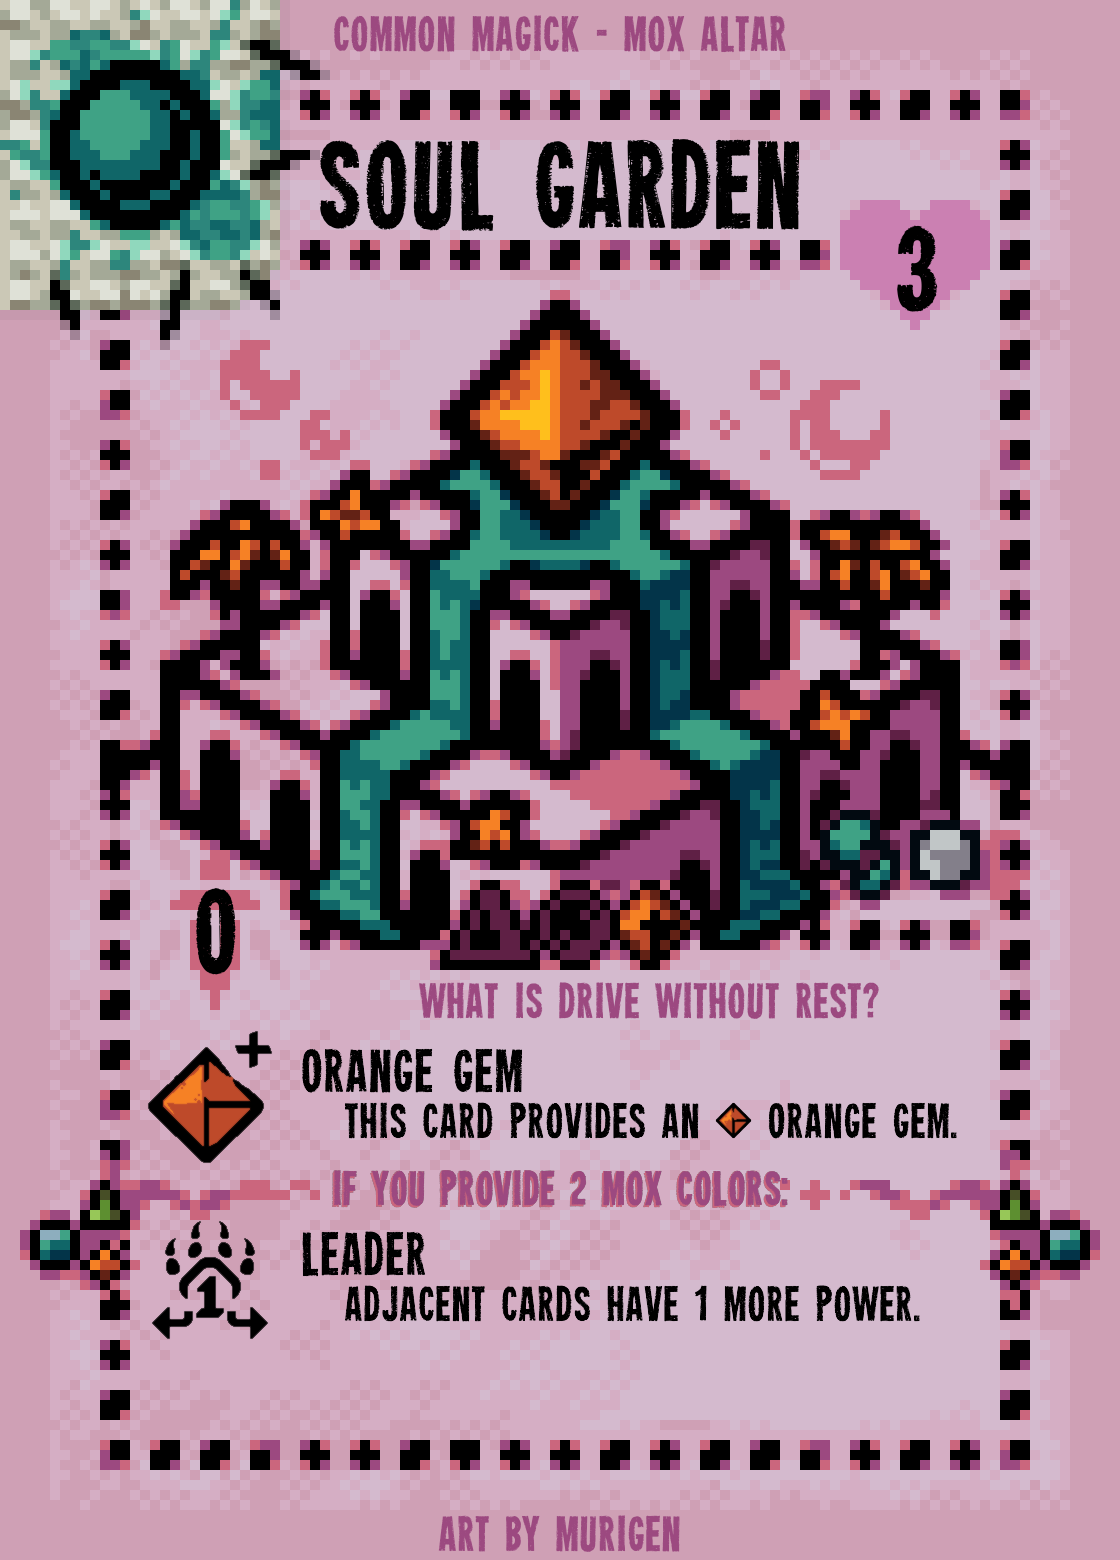 COMMON MAGICK - MOX ALTAR
SOUL GARDEN
3
0
WHAT IS DRIVE WITHOUT REST?
ORANGE GEM
THIS CARD PROVIDES AN ORANGE GEM.
IF YOU PROVIDE 2 MOX COLORS:
1
LEADER
ADJACENT CARDS HAVE 1 MORE POWER.
ART BY MURIGEN